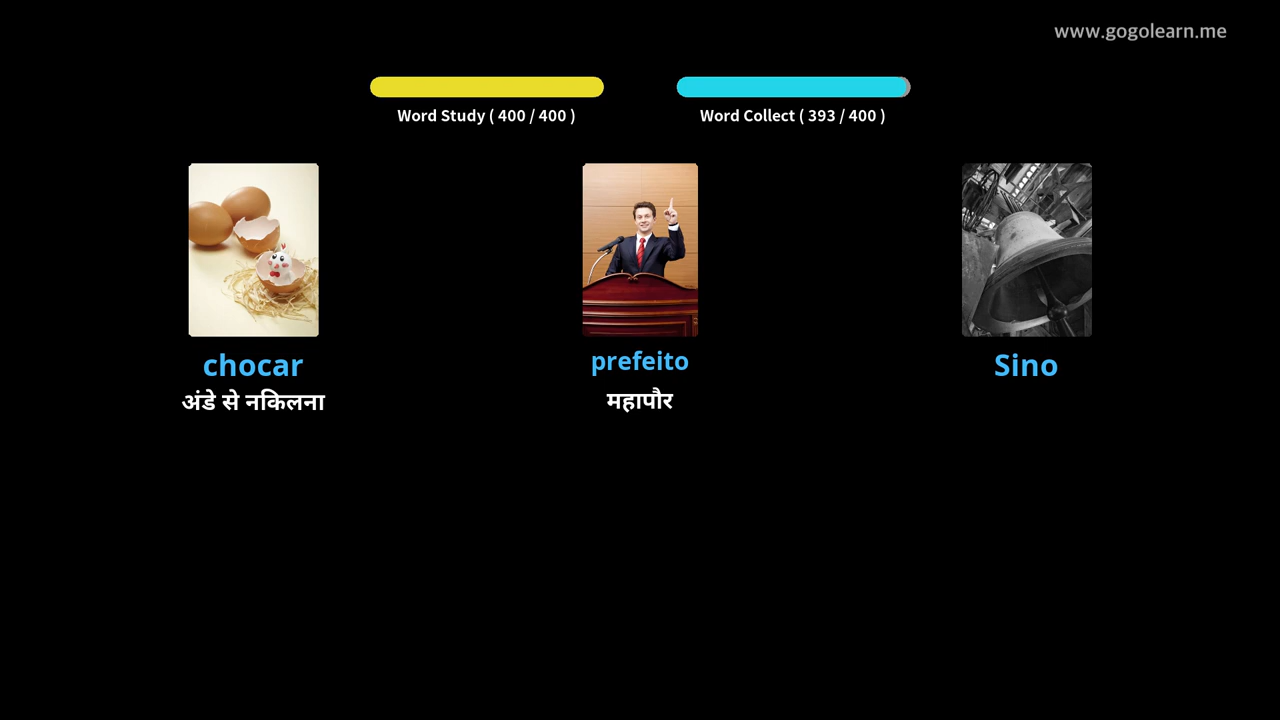 www.gogolearn.me
Word Study ( 400 / 400 )
Word Collect ( 393 / 400 )
chocar
prefeito
Sino
अंडे से नकिलना
महापौर